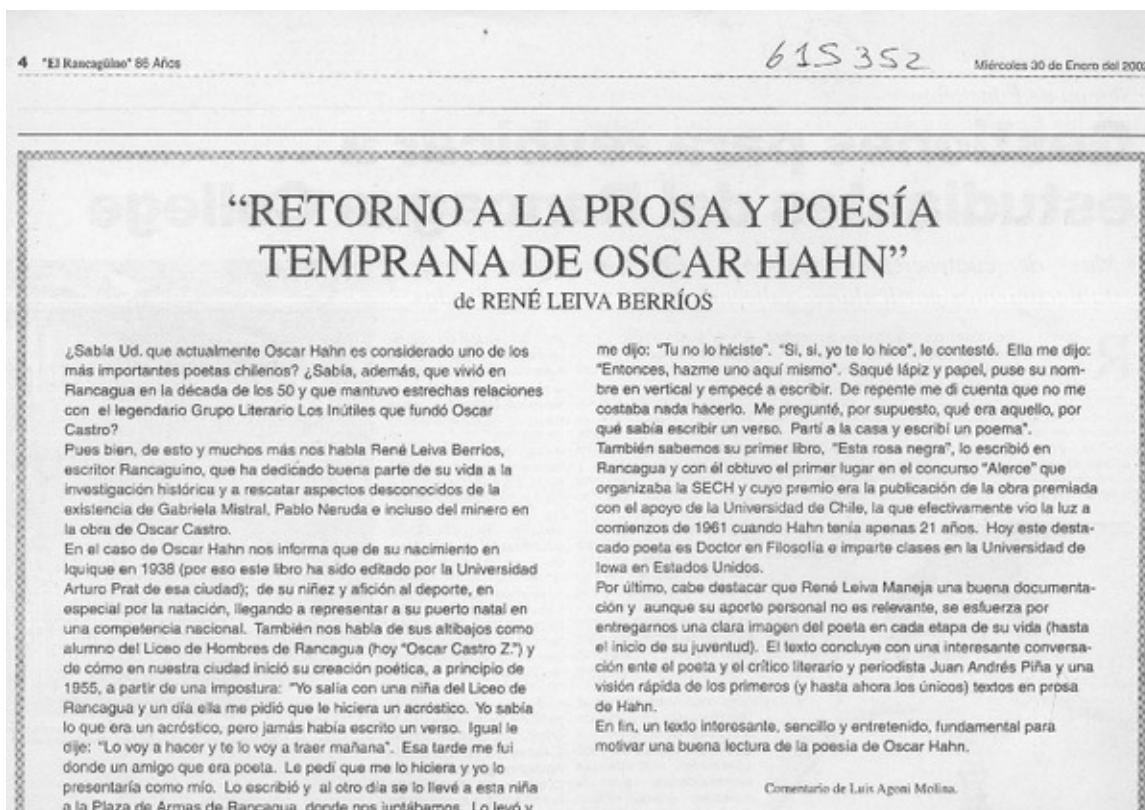 4 "El Rancagüino" 86 Años
615352
Miércoles 30 de Enero del 2002
“RETORNO A LA PROSA Y POESÍA
TEMPRANA DE OSCAR HAHN”
de RENÉ LEIVA BERRÍOS
¿Sabía Ud. que actualmente Oscar Hahn es considerado uno de los
más importantes poetas chilenos? ¿Sabía, además, que vivió en
Rancagua en la década de los 50 y que mantuvo estrechas relaciones
con el legendario Grupo Literario Los Inútiles que fundó Oscar
Castro?
Pues bien, de esto y muchos más nos habla René Leiva Berríos,
escritor Rancaguino, que ha dedicado buena parte de su vida a la
investigación histórica y a rescatar aspectos desconocidos de la
existencia de Gabriela Mistral, Pablo Neruda e incluso del minero en
la obra de Oscar Castro.
En el caso de Oscar Hahn nos informa que de su nacimiento en
Iquique en 1938 (por eso este libro ha sido editado por la Universidad
Arturo Prat de esa ciudad); de su niñez y afición al deporte, en
especial por la natación, llegando a representar a su puerto natal en
una competencia nacional. También nos habla de sus altibajos como
alumno del Liceo de Hombres de Rancagua (hoy "Oscar Castro Z.") y
de cómo en nuestra ciudad inició su creación poética, a principio de
1955, a partir de una impostura: "Yo salía con una niña del Liceo de
Rancagua y un día ella me pidió que le hiciera un acróstico. Yo sabía
lo que era un acróstico, pero jamás había escrito un verso. Igual le
dije: "Lo voy a hacer y te lo voy a traer mañana". Esa tarde me fui
donde un amigo que era poeta. Le pedí que me lo hiciera y yo lo
presentaría como mío. Lo escribió y al otro día se lo llevé a esta niña
a la Plaza de Armas de Rancagua, donde nos juntábamos. Lo leyó y
me dijo: "Tu no lo hiciste". "Si, si, yo te lo hice", le contesté. Ella me dijo:
"Entonces, hazme uno aquí mismo". Saqué lápiz y papel, puse su nom-
bre en vertical y empecé a escribir. De repente me di cuenta que no me
costaba nada hacerlo. Me pregunté, por supuesto, qué era aquello, por
qué sabía escribir un verso. Partí a la casa y escribí un poema".
También sabemos su primer libro, "Esta rosa negra", lo escribió en
Rancagua y con él obtuvo el primer lugar en el concurso "Alerce" que
organizaba la SECH y cuyo premio era la publicación de la obra premiada
con el apoyo de la Universidad de Chile, la que efectivamente vio la luz a
comienzos de 1961 cuando Hahn tenía apenas 21 años. Hoy este desta-
cado poeta es Doctor en Filosofía e imparte clases en la Universidad de
Iowa en Estados Unidos.
Por último, cabe destacar que René Leiva Maneja una buena documenta-
ción y aunque su aporte personal no es relevante, se esfuerza por
entregarnos una clara imagen del poeta en cada etapa de su vida (hasta
el inicio de su juventud). El texto concluye con una interesante conversa-
ción ente el poeta y el crítico literario y periodista Juan Andrés Piña y una
visión rápida de los primeros (y hasta ahora los únicos) textos en prosa
de Hahn.
En fin, un texto interesante, sencillo y entretenido, fundamental para
motivar una buena lectura de la poesía de Oscar Hahn.
Comentario de Luis Agoni Molina.